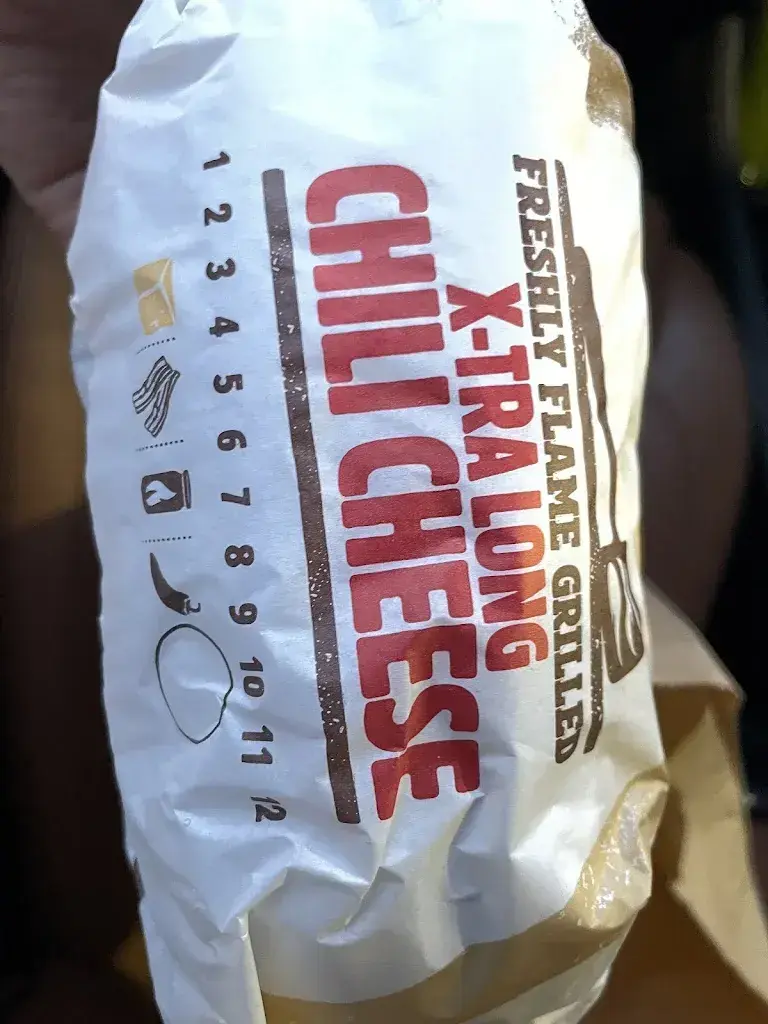 FRESHLY FLAME GRILLED
X-TRA LONG
CHILI CHEESE
1 2 3 4 5 6 7 8 9 10 11 12